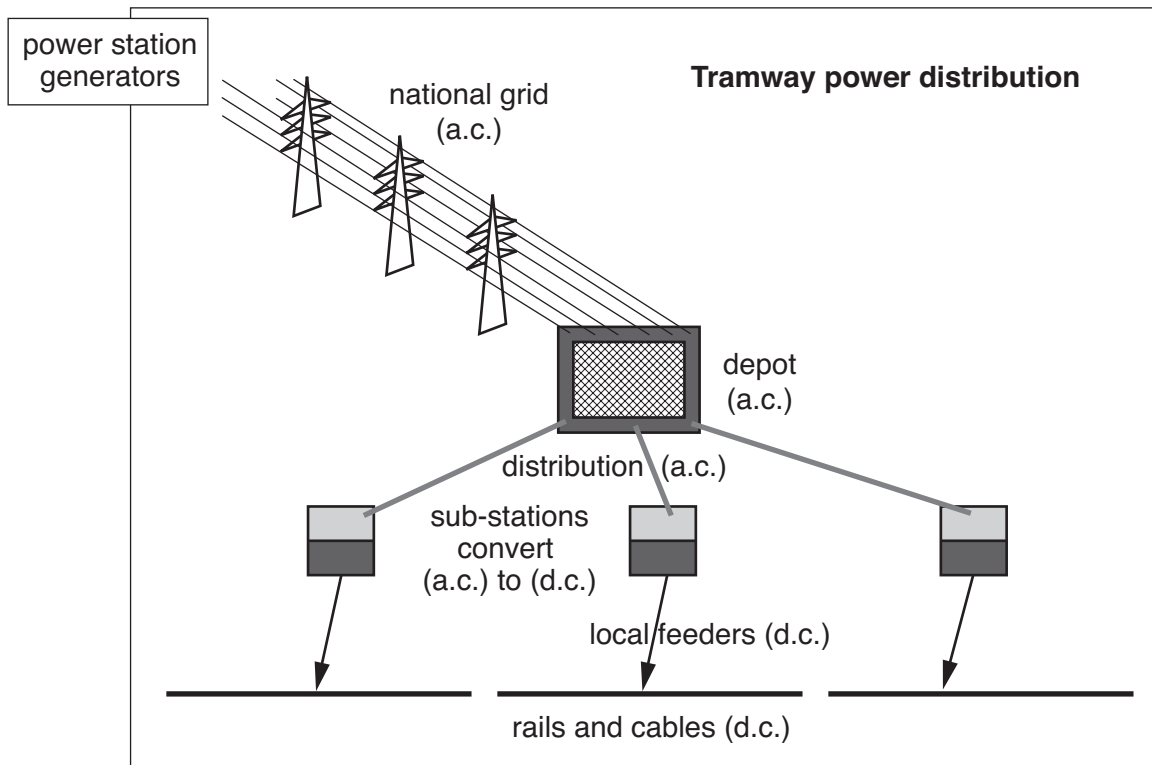 power station
generators
Tramway power distribution
national grid
(a.c.)
depot
(a.c.)
distribution (a.c.)
sub-stations
convert
(a.c.) to (d.c.)
local feeders (d.c.)
rails and cables (d.c.)